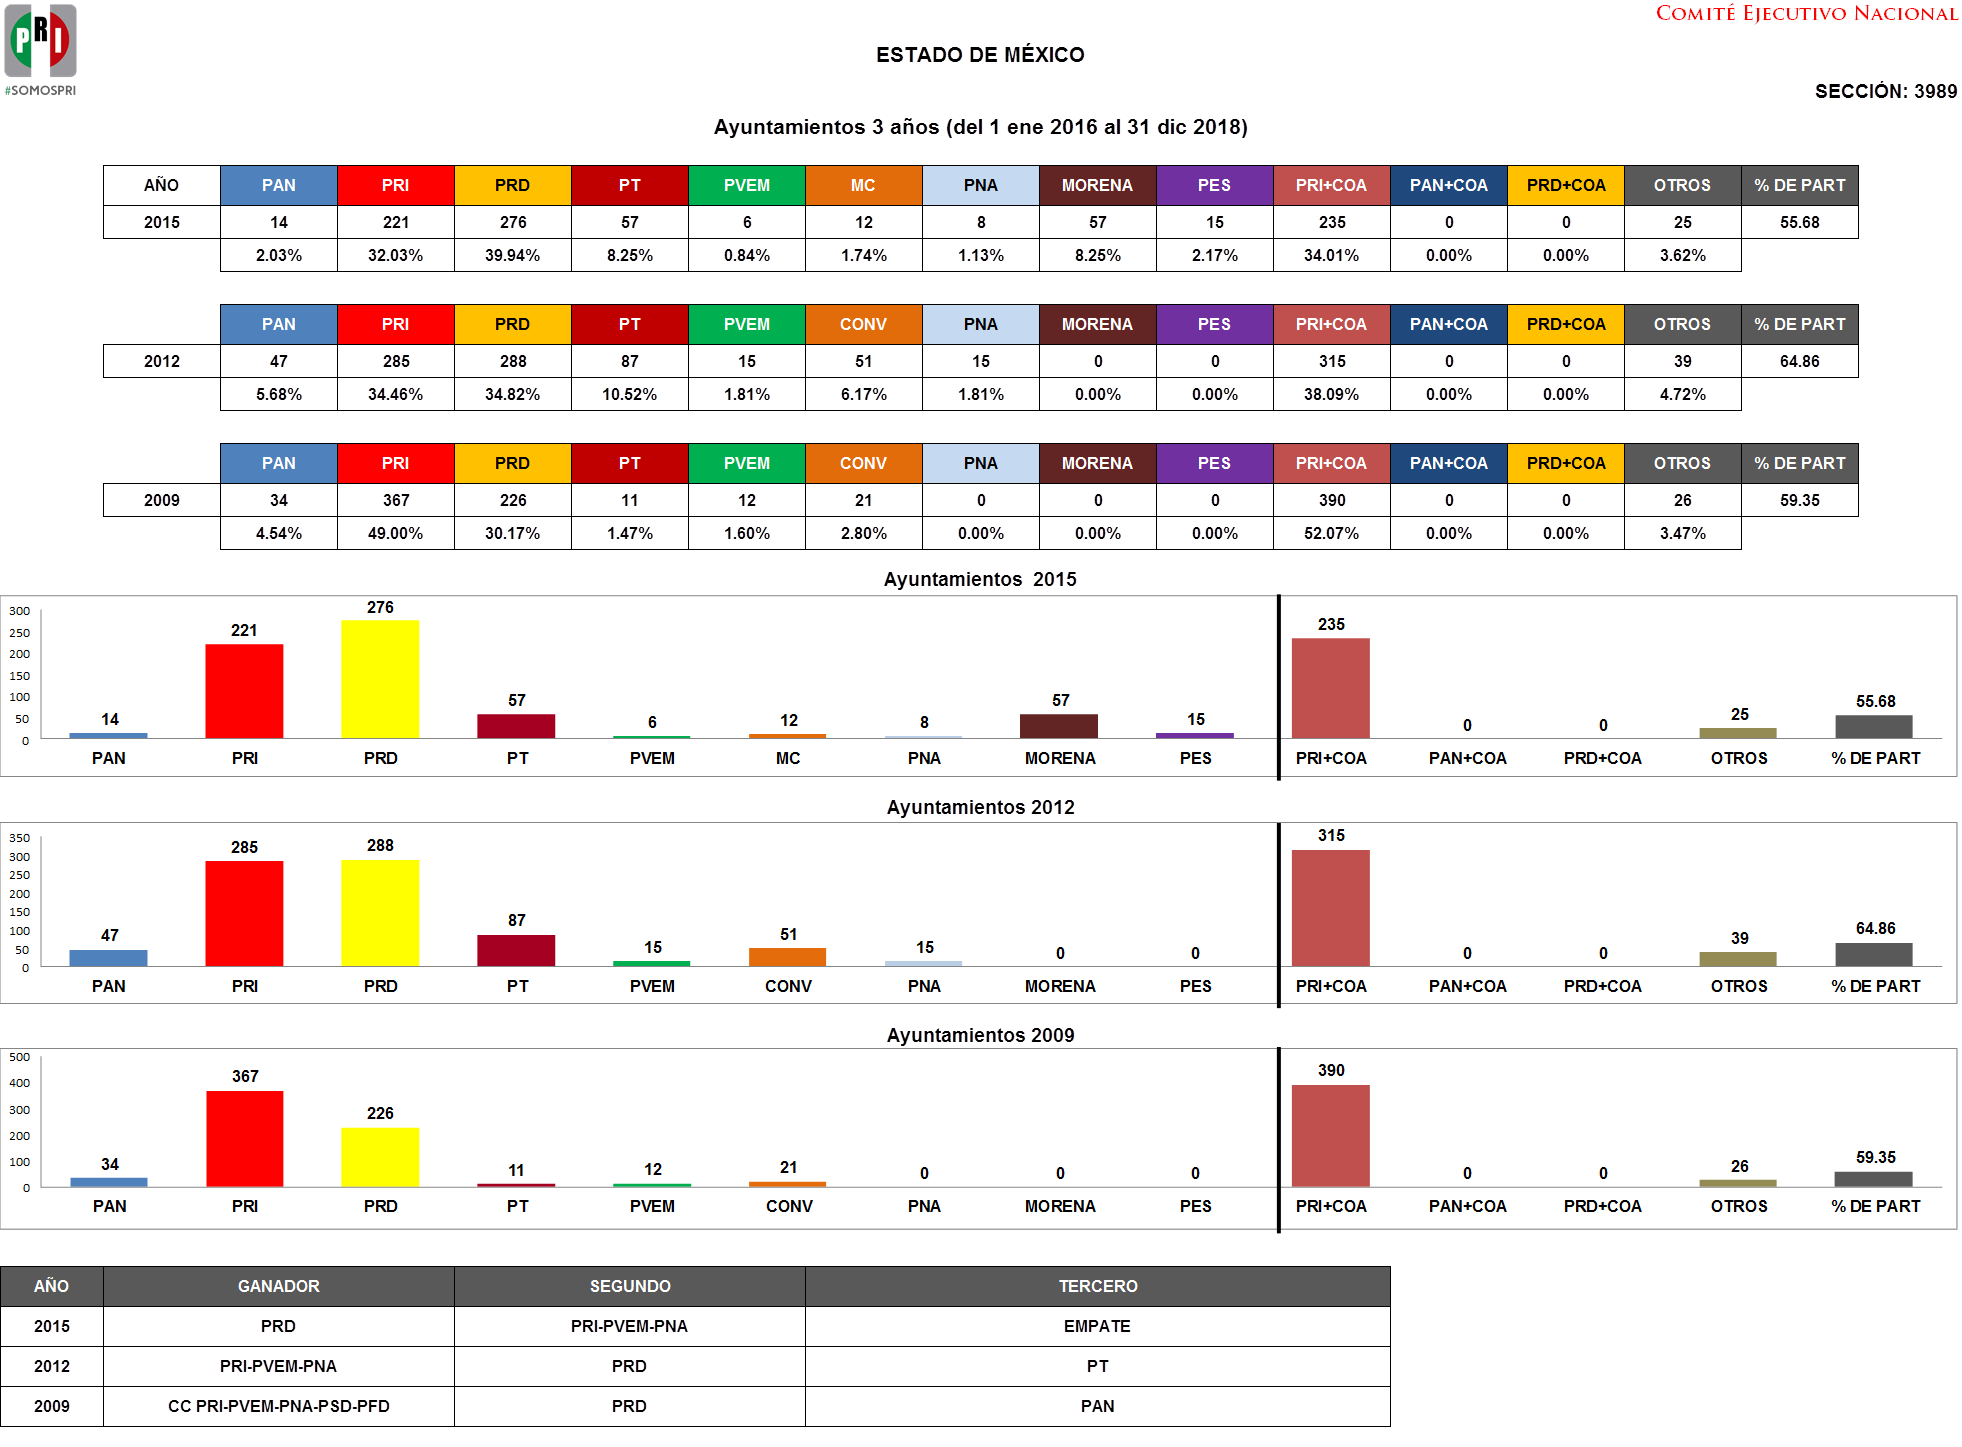 PRI
#SOMOSPRI
COMITÉ EJECUTIVO NACIONAL
ESTADO DE MÉXICO
SECCIÓN: 3989
Ayuntamientos 3 años (del 1 ene 2016 al 31 dic 2018)
AÑO PAN PRI PRD PT PVEM MC PNA MORENA PES PRI+COA PAN+COA PRD+COA OTROS % DE PART
2015 14 221 276 57 6 12 8 57 15 235 0 0 25 55.68
2.03% 32.03% 39.94% 8.25% 0.84% 1.74% 1.13% 8.25% 2.17% 34.01% 0.00% 0.00% 3.62%
PAN PRI PRD PT PVEM CONV PNA MORENA PES PRI+COA PAN+COA PRD+COA OTROS % DE PART
2012 47 285 288 87 15 51 15 0 0 315 0 0 39 64.86
5.68% 34.46% 34.82% 10.52% 1.81% 6.17% 1.81% 0.00% 0.00% 38.09% 0.00% 0.00% 4.72%
PAN PRI PRD PT PVEM CONV PNA MORENA PES PRI+COA PAN+COA PRD+COA OTROS % DE PART
2009 34 367 226 11 12 21 0 0 0 390 0 0 26 59.35
4.54% 49.00% 30.17% 1.47% 1.60% 2.80% 0.00% 0.00% 0.00% 52.07% 0.00% 0.00% 3.47%
Ayuntamientos 2015
300
250
200
150
100
50
0
14 221 276 57 6 12 8 57 15 235 0 0 25 55.68
PAN PRI PRD PT PVEM MC PNA MORENA PES PRI+COA PAN+COA PRD+COA OTROS % DE PART
Ayuntamientos 2012
350
300
250
200
150
100
50
0
47 285 288 87 15 51 15 0 0 315 0 0 39 64.86
PAN PRI PRD PT PVEM CONV PNA MORENA PES PRI+COA PAN+COA PRD+COA OTROS % DE PART
Ayuntamientos 2009
500
400
300
200
100
0
34 367 226 11 12 21 0 0 0 390 0 0 26 59.35
PAN PRI PRD PT PVEM CONV PNA MORENA PES PRI+COA PAN+COA PRD+COA OTROS % DE PART
AÑO GANADOR SEGUNDO TERCERO
2015 PRD PRI-PVEM-PNA EMPATE
2012 PRI-PVEM-PNA PRD PT
2009 CC PRI-PVEM-PNA-PSD-PFD PRD PAN